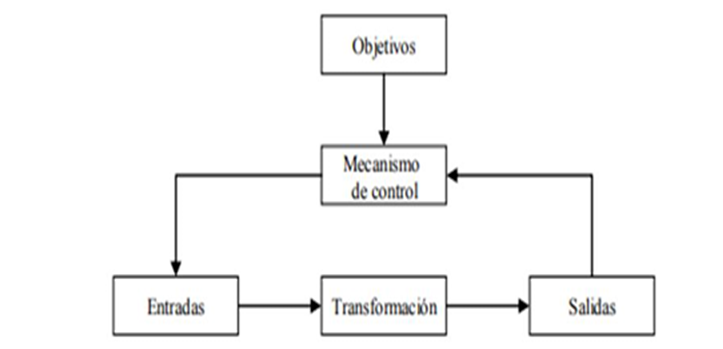 Objetivos
Mecanismo
de control
Entradas
Transformación
Salidas